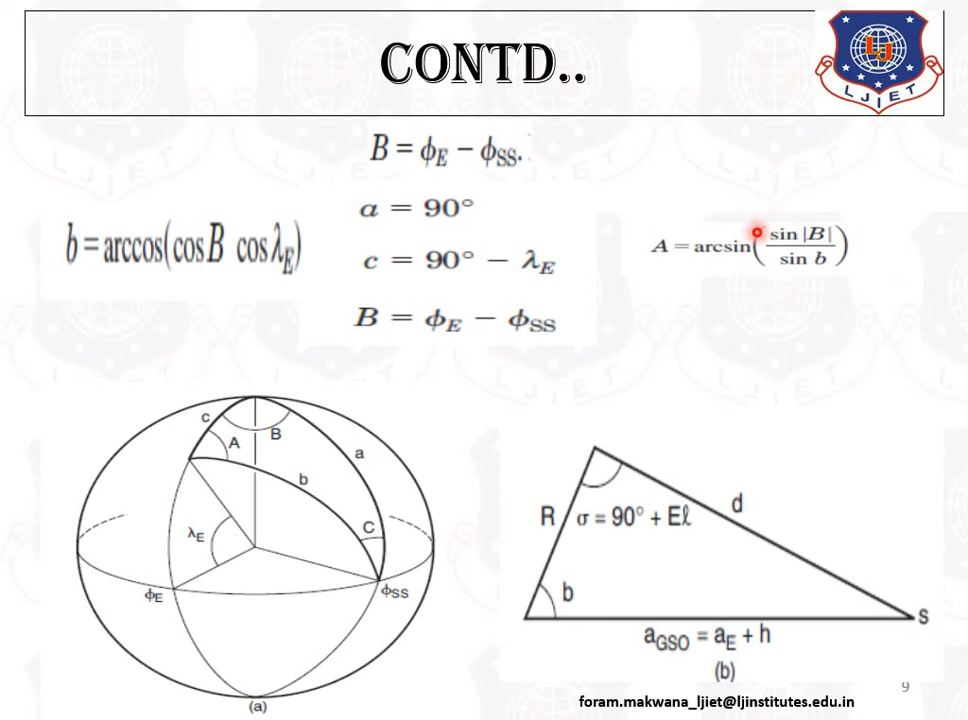 CONTD..
LJIET
B = ϕE − ϕSS.
a = 90°
b = arccos(cos B cos λE)
c = 90° − λE
A = arcsin(sin |B| / sin b)
B = ϕE − ϕSS
c
A
B
a
b
C
λE
ϕE
ϕSS
(a)
R
σ = 90° + Eℓ
d
b
S
aGSO = aE + h
(b)
9
foram.makwana_ljiet@ljinstitutes.edu.in